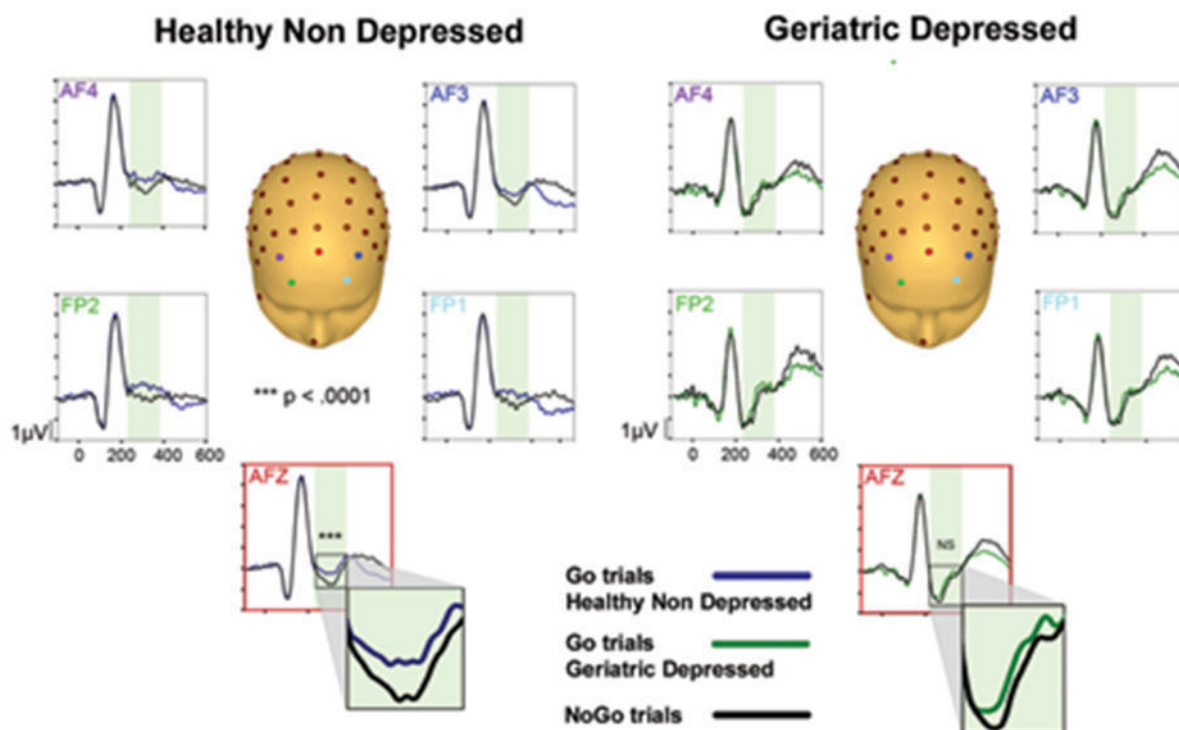 Healthy Non Depressed
Geriatric Depressed
AF4
AF3
AF4
AF3
FP2
FP1
FP2
FP1
*** p < .0001
1µV
0 200 400 600
1µV
0 200 400 600
AFZ
***
AFZ
NS
Go trials
Healthy Non Depressed
Go trials
Geriatric Depressed
NoGo trials